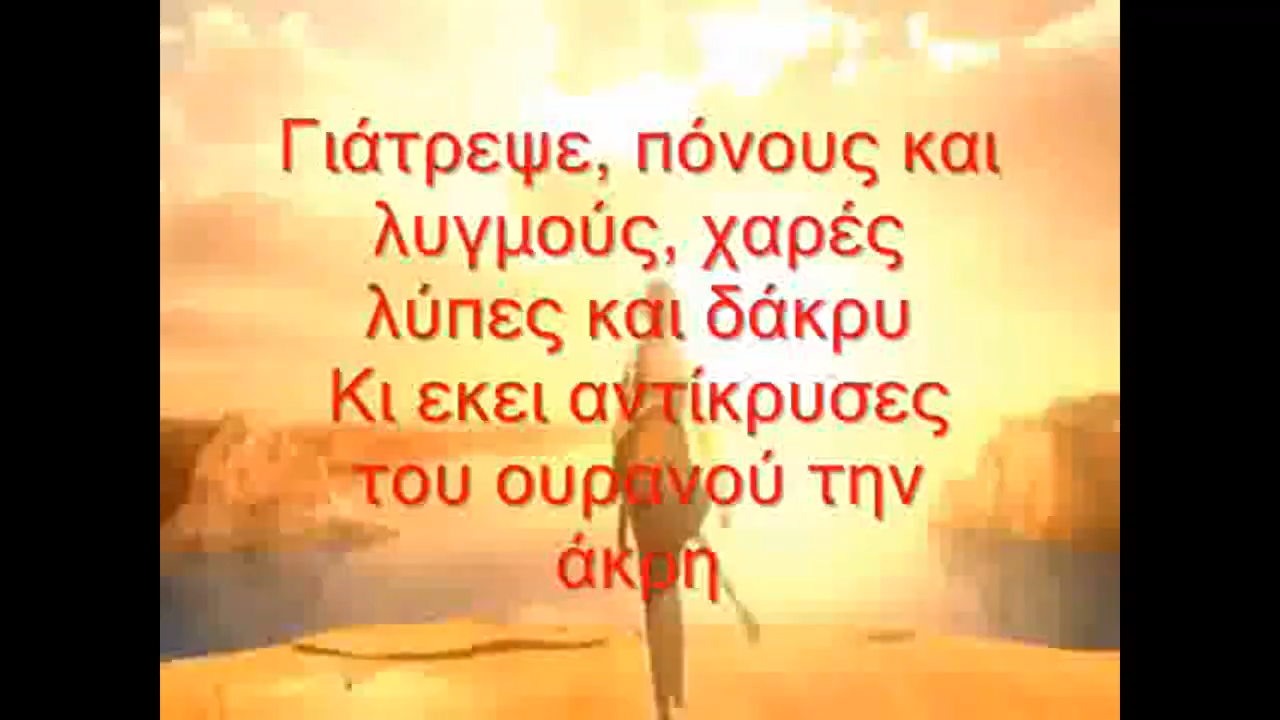 Γιάτρεψε, πόνους και
λυγμούς, χαρές
λύπες και δάκρυ
Κι εκει αντίκρυσες
του ουρανού την
άκρη